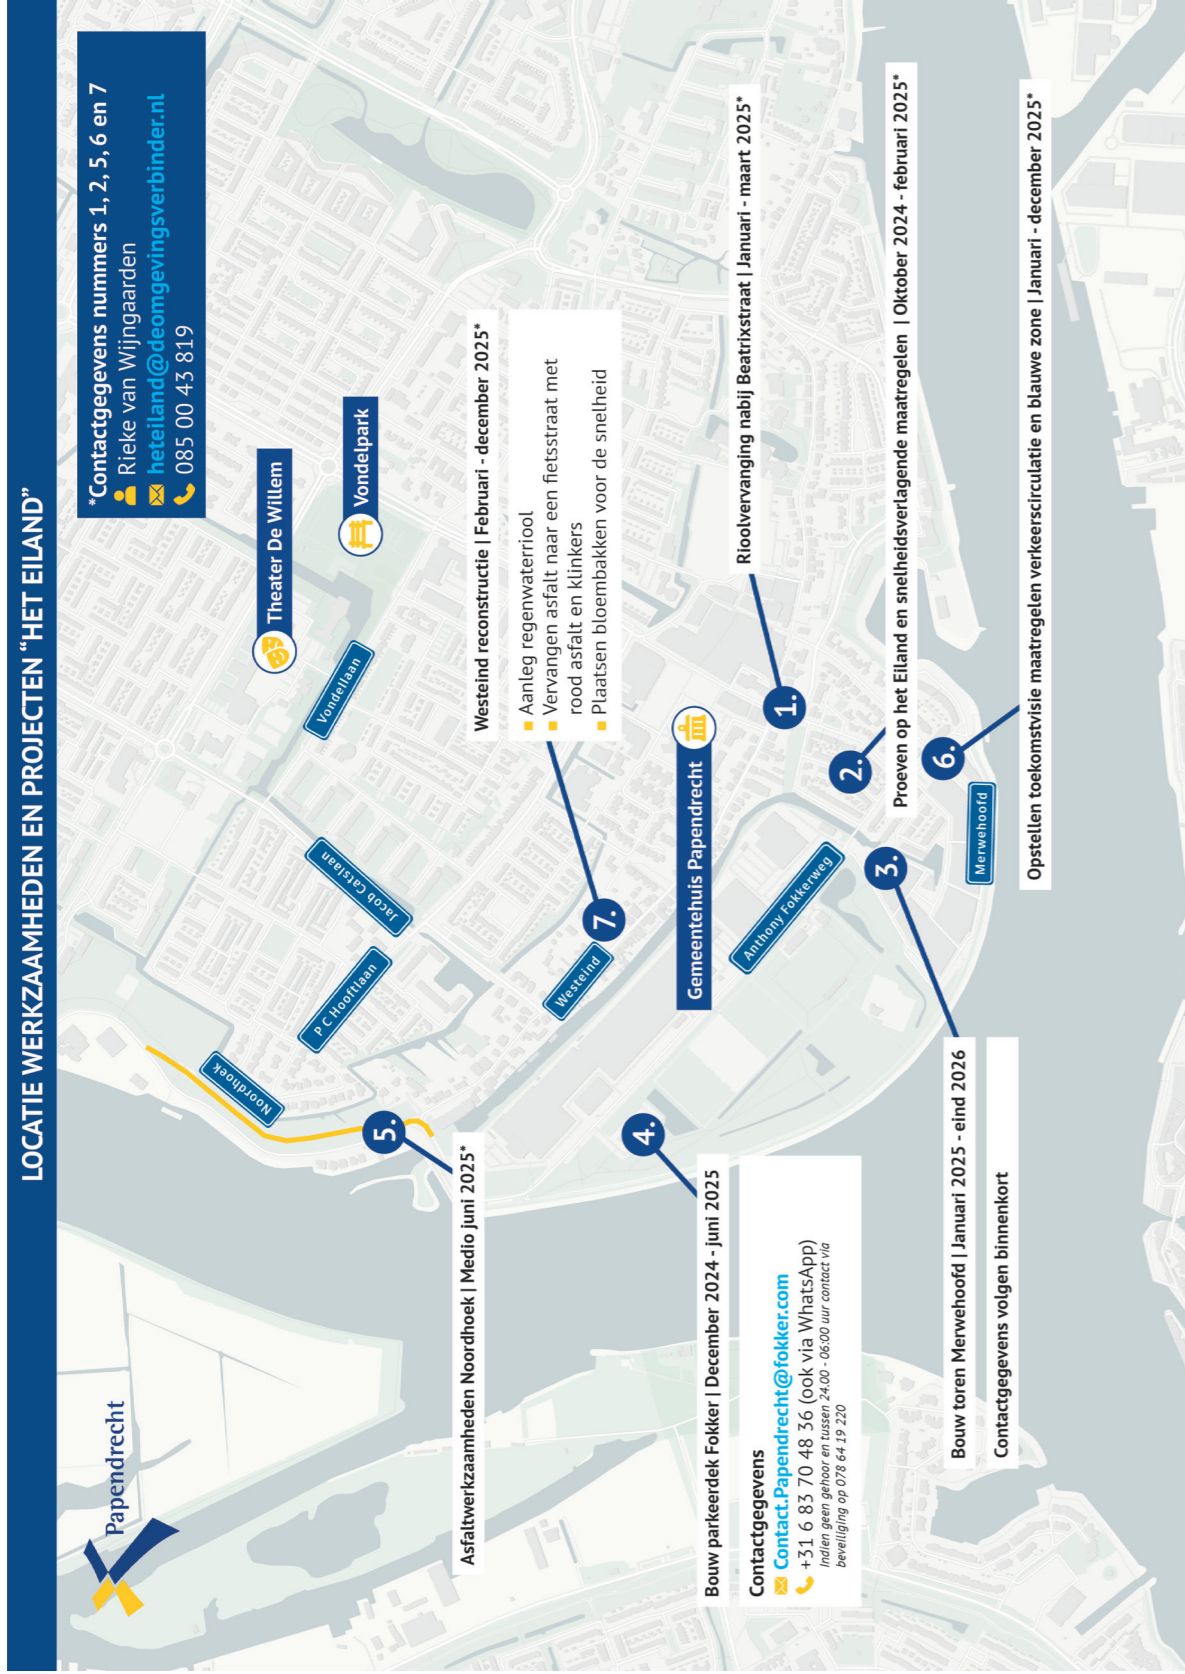 LOCATIE WERKZAAMHEDEN EN PROJECTEN “HET EILAND”
Papendrecht
*Contactgegevens nummers 1, 2, 5, 6 en 7
Rieke van Wijngaarden
heteiland@deomgevingsverbinder.nl
085 00 43 819
Theater De Willem
Vondelpark
Vondellaan
Jacob Catslaan
P C Hooftlaan
Noordhoek
5.
Asfaltwerkzaamheden Noordhoek | Medio juni 2025*
Westeind reconstructie | Februari - december 2025*
Aanleg regenwaterriool
Vervangen asfalt naar een fietsstraat met
rood asfalt en klinkers
Plaatsen bloembakken voor de snelheid
7.
Westeind
4.
Bouw parkeerdek Fokker | December 2024 - juni 2025
Contactgegevens
Contact.Papendrecht@fokker.com
+31 6 83 70 48 36 (ook via WhatsApp)
Indien geen gehoor en tussen 24.00 - 06:00 uur contact via
beveiliging op 078 64 19 220
Gemeentehuis Papendrecht
Rioolvervanging nabij Beatrixstraat | Januari - maart 2025*
1.
Anthony Fokkerweg
2.
Proeven op het Eiland en snelheidsverlagende maatregelen | Oktober 2024 - februari 2025*
3.
Bouw toren Merwehoofd | Januari 2025 - eind 2026
Contactgegevens volgen binnenkort
6.
Merwehoofd
Opstellen toekomstvisie maatregelen verkeerscirculatie en blauwe zone | Januari - december 2025*